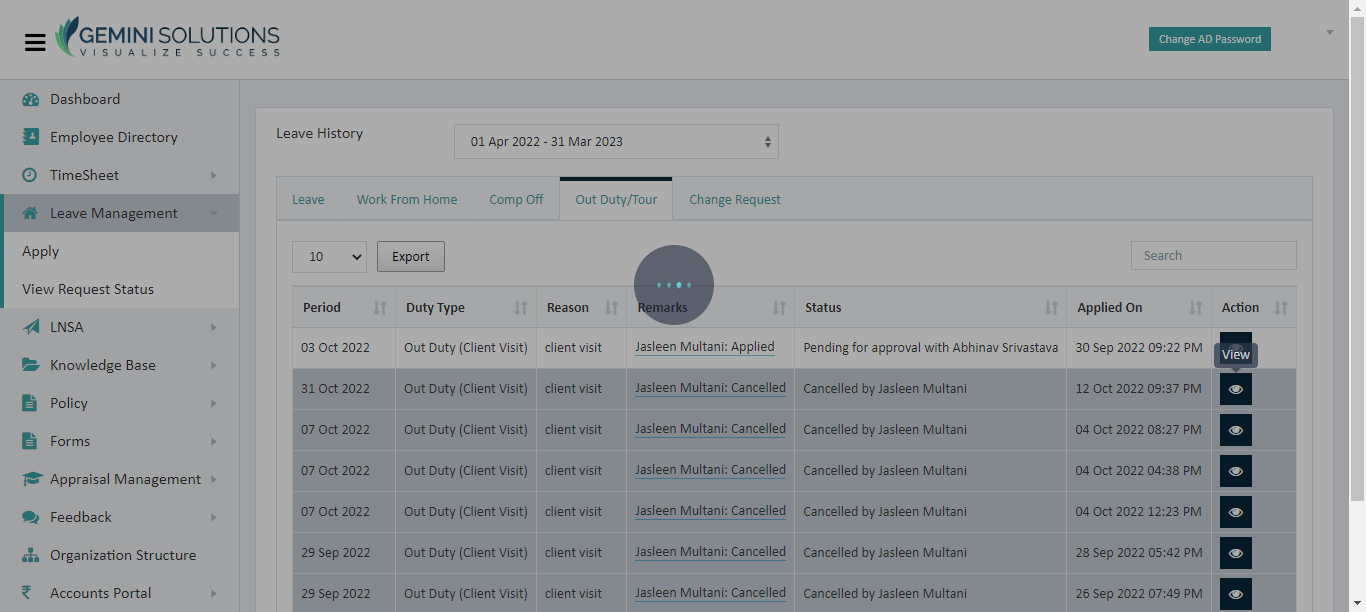 GEMINI SOLUTIONS
VISUALIZE SUCCESS
Change AD Password
Dashboard
Employee Directory
TimeSheet
Leave Management
Apply
View Request Status
LNSA
Knowledge Base
Policy
Forms
Appraisal Management
Feedback
Organization Structure
Accounts Portal
Leave History
01 Apr 2022 - 31 Mar 2023
Leave Work From Home Comp Off Out Duty/Tour Change Request
10 Export Search
Period Duty Type Reason Remarks Status Applied On Action
03 Oct 2022 Out Duty (Client Visit) client visit Jasleen Multani: Applied Pending for approval with Abhinav Srivastava 30 Sep 2022 09:22 PM
View
31 Oct 2022 Out Duty (Client Visit) client visit Jasleen Multani: Cancelled Cancelled by Jasleen Multani 12 Oct 2022 09:37 PM
07 Oct 2022 Out Duty (Client Visit) client visit Jasleen Multani: Cancelled Cancelled by Jasleen Multani 04 Oct 2022 08:27 PM
07 Oct 2022 Out Duty (Client Visit) client visit Jasleen Multani: Cancelled Cancelled by Jasleen Multani 04 Oct 2022 04:38 PM
07 Oct 2022 Out Duty (Client Visit) client visit Jasleen Multani: Cancelled Cancelled by Jasleen Multani 04 Oct 2022 12:23 PM
29 Sep 2022 Out Duty (Client Visit) client visit Jasleen Multani: Cancelled Cancelled by Jasleen Multani 28 Sep 2022 05:42 PM
29 Sep 2022 Out Duty (Client Visit) client visit Jasleen Multani: Cancelled Cancelled by Jasleen Multani 26 Sep 2022 07:49 PM